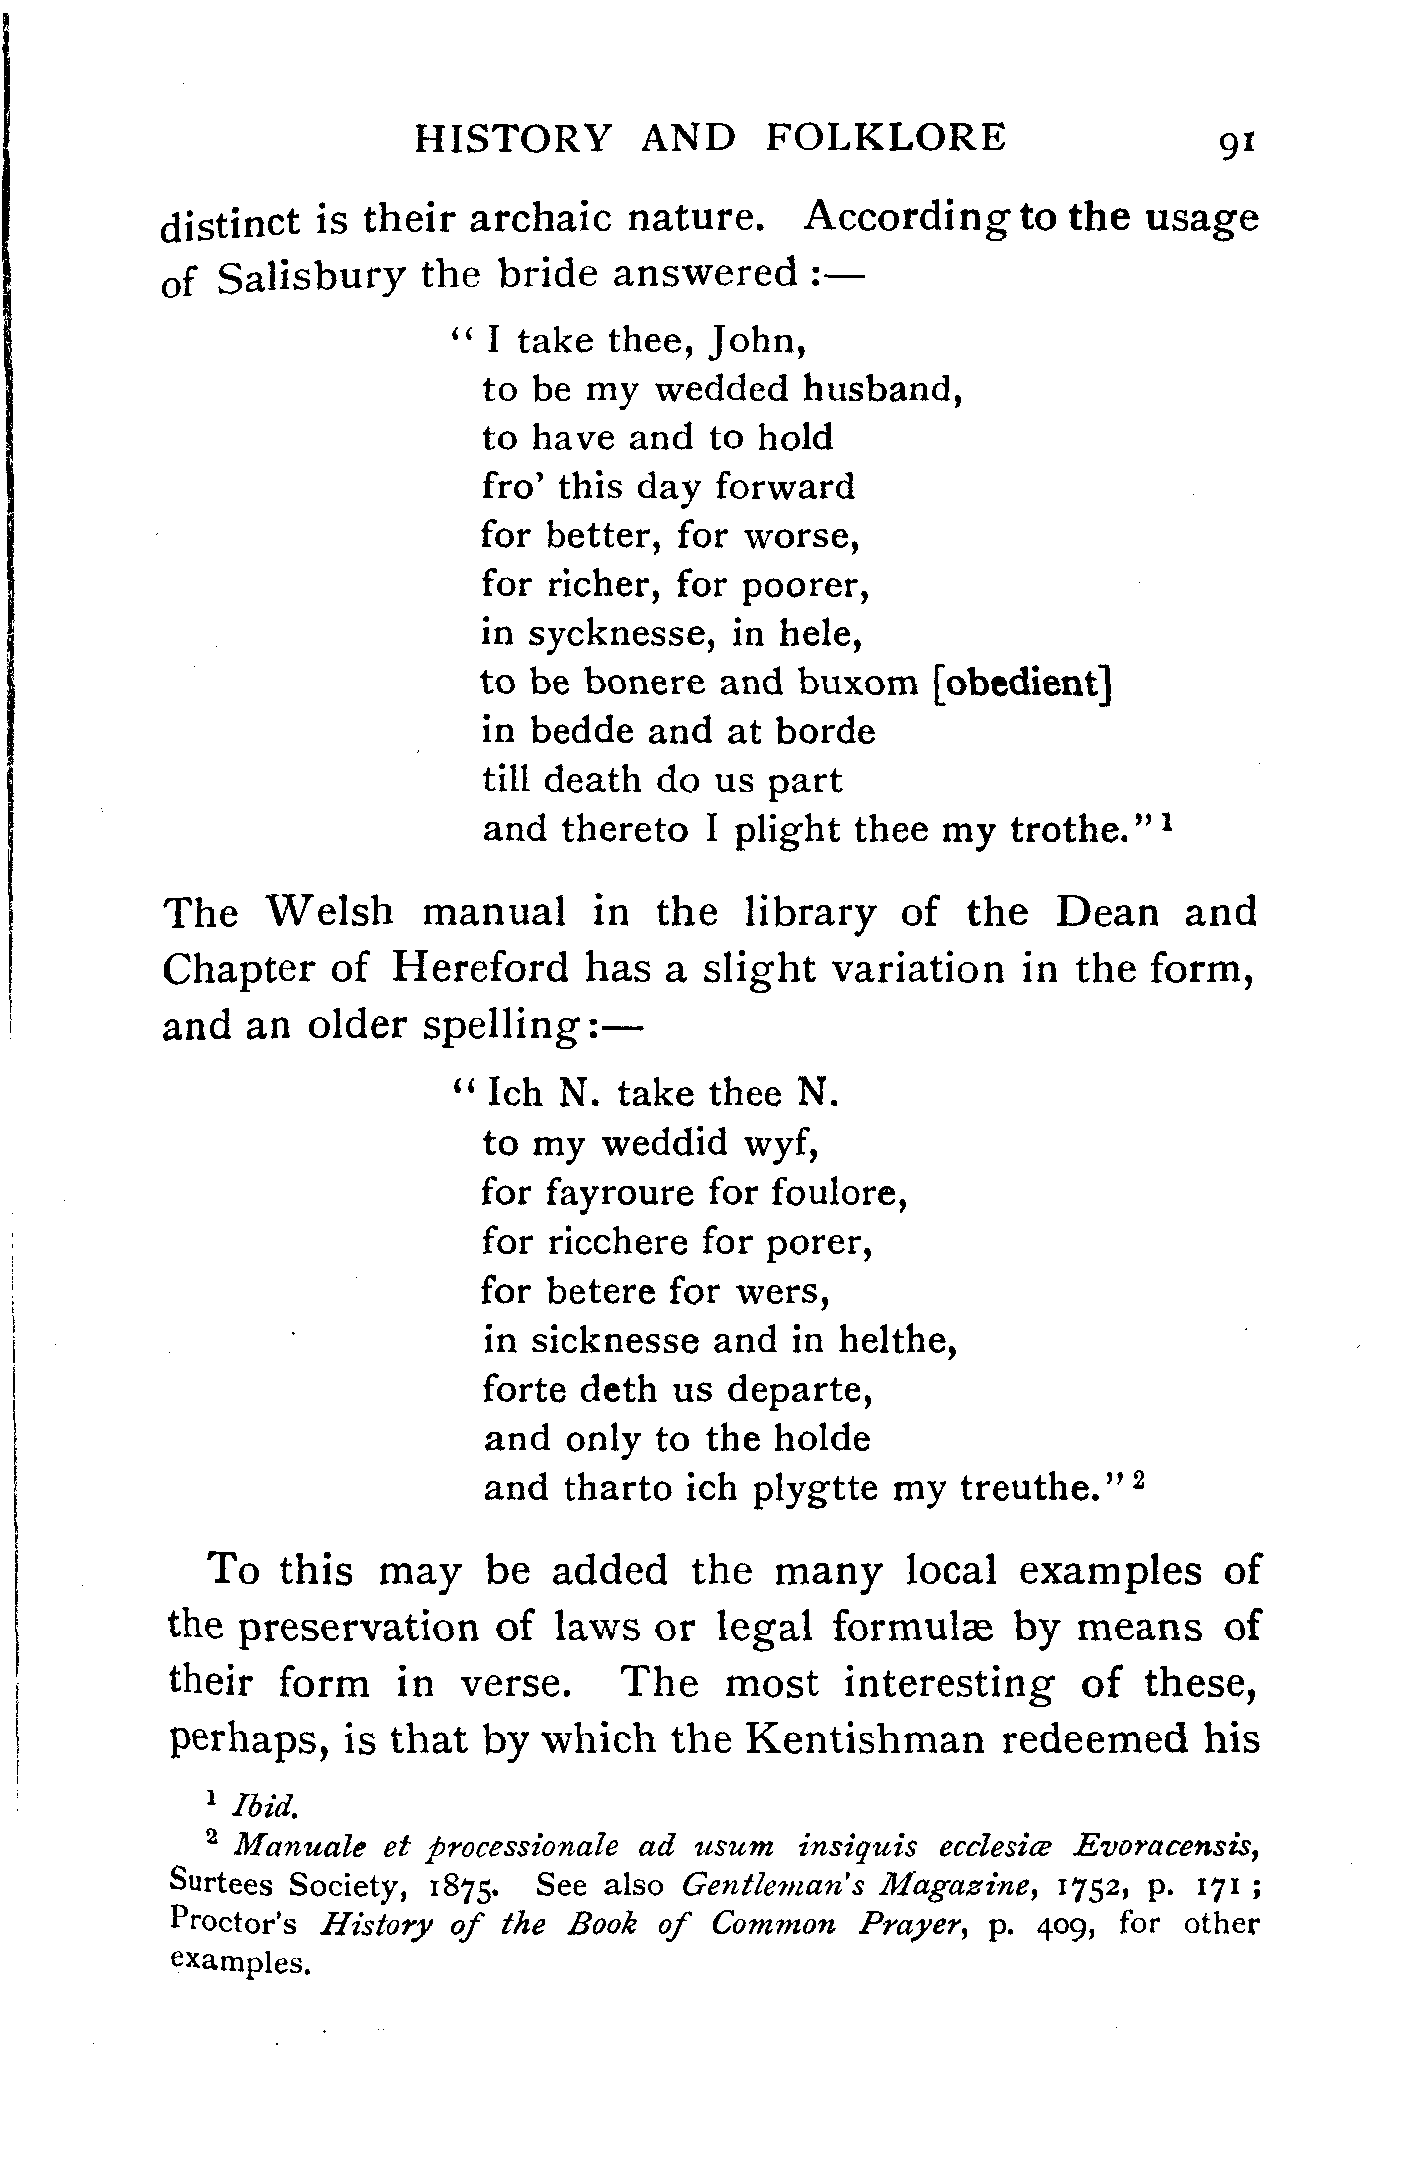 HISTORY AND FOLKLORE 91
distinct is their archaic nature. According to the usage
of Salisbury the bride answered :—
“ I take thee, John,
to be my wedded husband,
to have and to hold
fro’ this day forward
for better, for worse,
for richer, for poorer,
in sycknesse, in hele,
to be bonere and buxom [obedient]
in bedde and at borde
till death do us part
and thereto I plight thee my trothe.” ¹
The Welsh manual in the library of the Dean and
Chapter of Hereford has a slight variation in the form,
and an older spelling :—
“ Ich N. take thee N.
to my weddid wyf,
for fayroure for foulore,
for ricchere for porer,
for betere for wers,
in sicknesse and in helthe,
forte deth us departe,
and only to the holde
and tharto ich plygtte my treuthe.” ²
To this may be added the many local examples of
the preservation of laws or legal formulæ by means of
their form in verse. The most interesting of these,
perhaps, is that by which the Kentishman redeemed his
¹ Ibid.
² Manuale et processionale ad usum insiquis ecclesiæ Evoracensis,
Surtees Society, 1875. See also Gentleman's Magazine, 1752, p. 171 ;
Proctor's History of the Book of Common Prayer, p. 409, for other
examples.